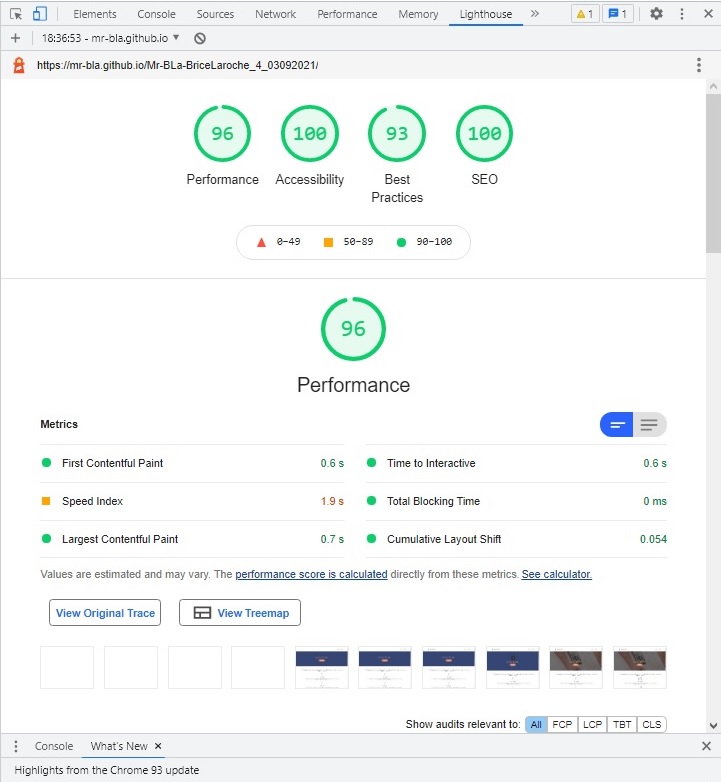 Elements Console Sources Network Performance Memory Lighthouse » 1 1
18:36:53 - mr-bla.github.io
https://mr-bla.github.io/Mr-BLa-BriceLaroche_4_03092021/
96 100 93 100
Performance Accessibility Best Practices SEO
0–49 50–89 90–100
96
Performance
Metrics
First Contentful Paint 0.6 s Time to Interactive 0.6 s
Speed Index 1.9 s Total Blocking Time 0 ms
Largest Contentful Paint 0.7 s Cumulative Layout Shift 0.054
Values are estimated and may vary. The performance score is calculated directly from these metrics. See calculator.
View Original Trace View Treemap
Show audits relevant to: All FCP LCP TBT CLS
Console What's New ×
Highlights from the Chrome 93 update